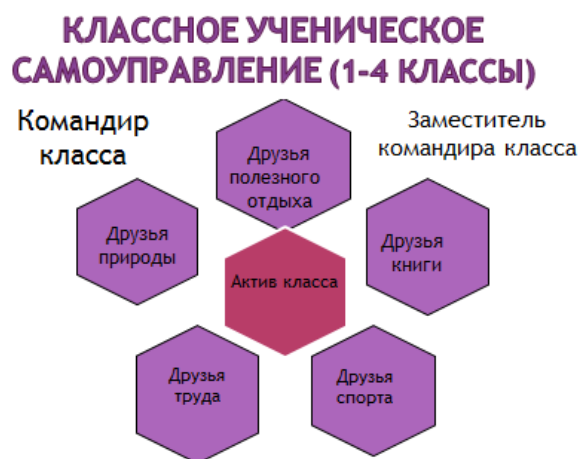 КЛАССНОЕ УЧЕНИЧЕСКОЕ
САМОУПРАВЛЕНИЕ (1-4 КЛАССЫ)
Командир
класса
Заместитель
командира класса
Друзья
полезного
отдыха
Друзья
природы
Друзья
книги
Актив класса
Друзья
труда
Друзья
спорта